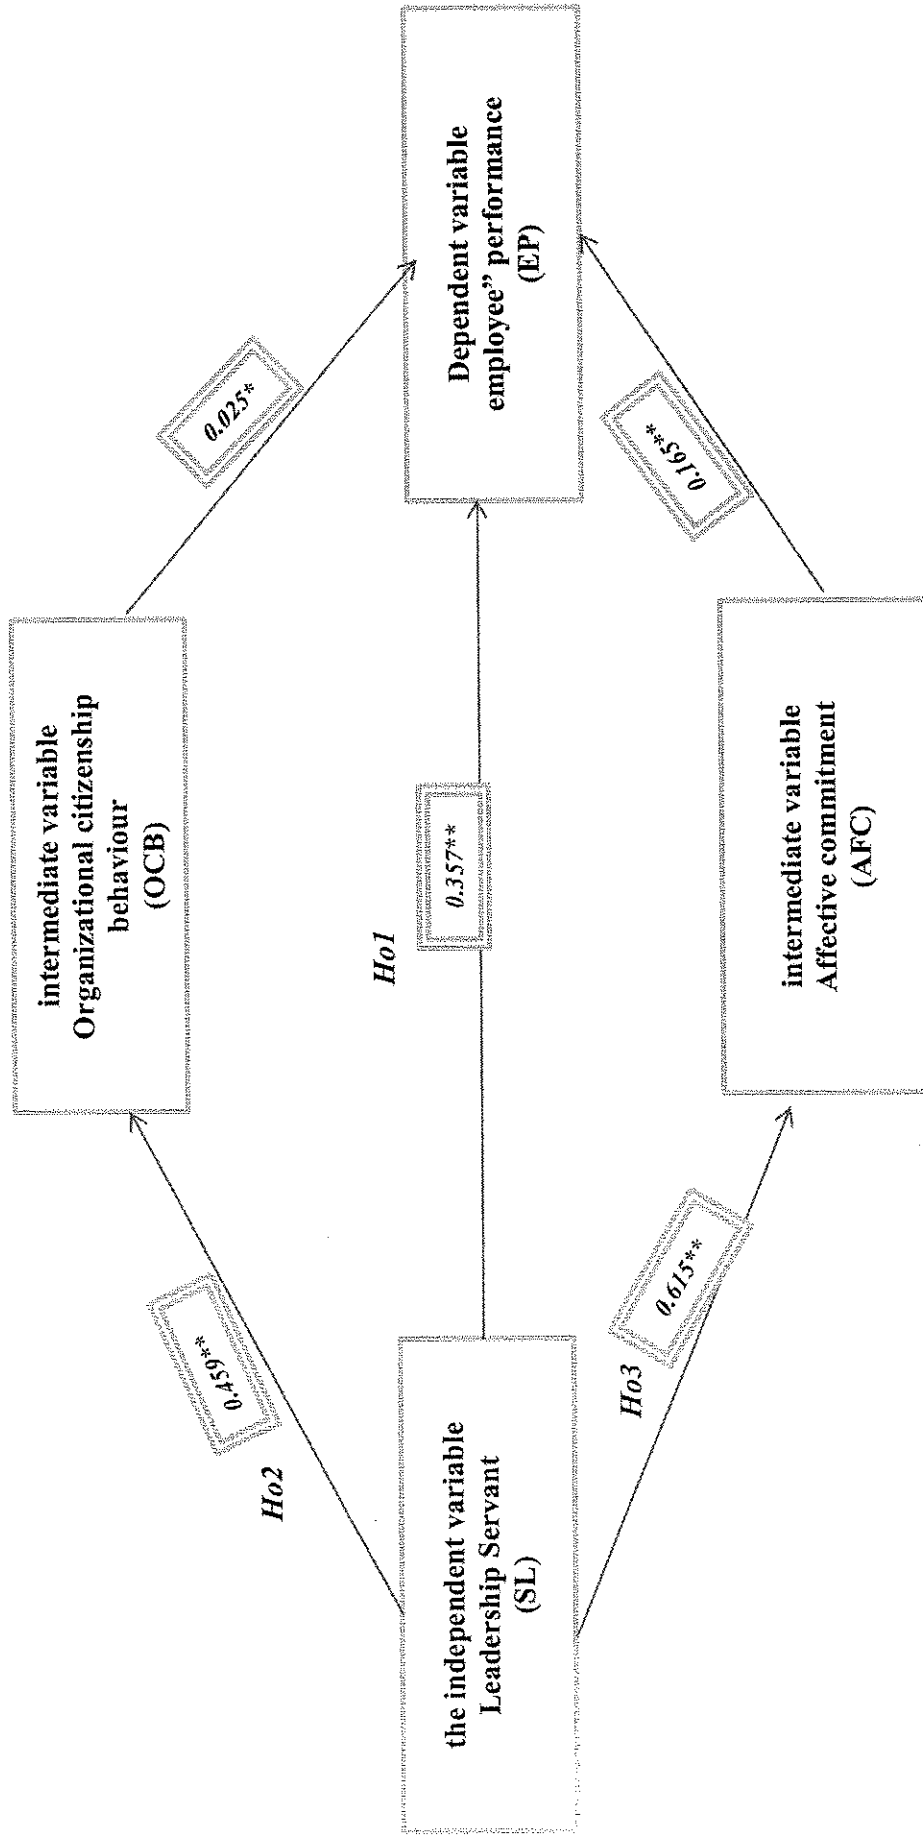 intermediate variable
Organizational citizenship
behaviour
(OCB)
0.459**
0.025*
Ho2
Ho1
the independent variable
Leadership Servant
(SL)
0.357**
Dependent variable
employee” performance
(EP)
Ho3
0.615**
0.165**
intermediate variable
Affective commitment
(AFC)